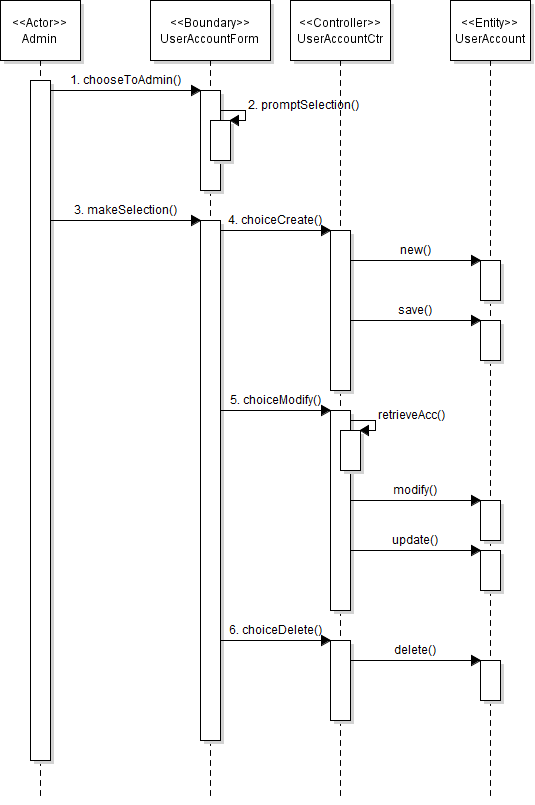 <<Actor>>
Admin
<<Boundary>>
UserAccountForm
<<Controller>>
UserAccountCtr
<<Entity>>
UserAccount
1. chooseToAdmin()
2. promptSelection()
3. makeSelection()
4. choiceCreate()
new()
save()
5. choiceModify()
retrieveAcc()
modify()
update()
6. choiceDelete()
delete()